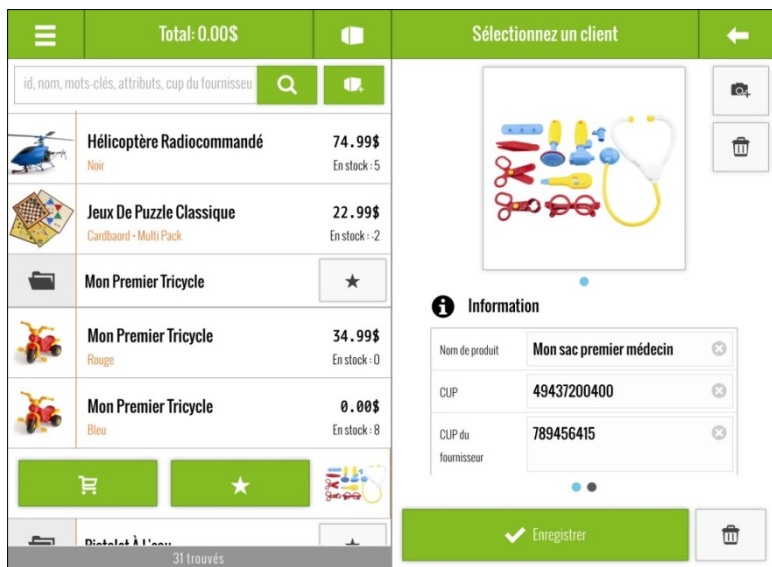 Total: 0.00$
Sélectionnez un client
id, nom, mots-clés, attributs, cup du fournisseu
Hélicoptère Radiocommandé
74.99$
Noir
En stock : 5
Jeux De Puzzle Classique
22.99$
Cardbaord - Multi Pack
En stock : -2
Mon Premier Tricycle
Mon Premier Tricycle
34.99$
Rouge
En stock : 0
Mon Premier Tricycle
0.00$
Bleu
En stock : 8
Pistolet À L'eau
31 trouvés
Information
Nom de produit
Mon sac premier médecin
CUP
49437200400
CUP du
fournisseur
789456415
Enregistrer